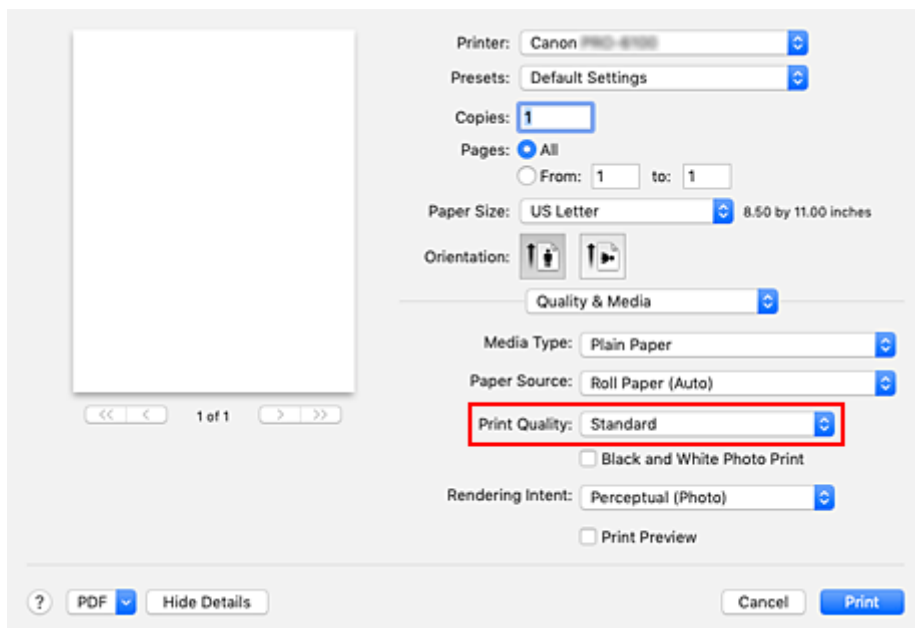 Printer: Canon
Presets: Default Settings
Copies: 1
Pages: All
From: 1 to: 1
Paper Size: US Letter 8.50 by 11.00 inches
Orientation:
Quality & Media
Media Type: Plain Paper
Paper Source: Roll Paper (Auto)
1 of 1
Print Quality: Standard
Black and White Photo Print
Rendering Intent: Perceptual (Photo)
Print Preview
? PDF Hide Details Cancel Print